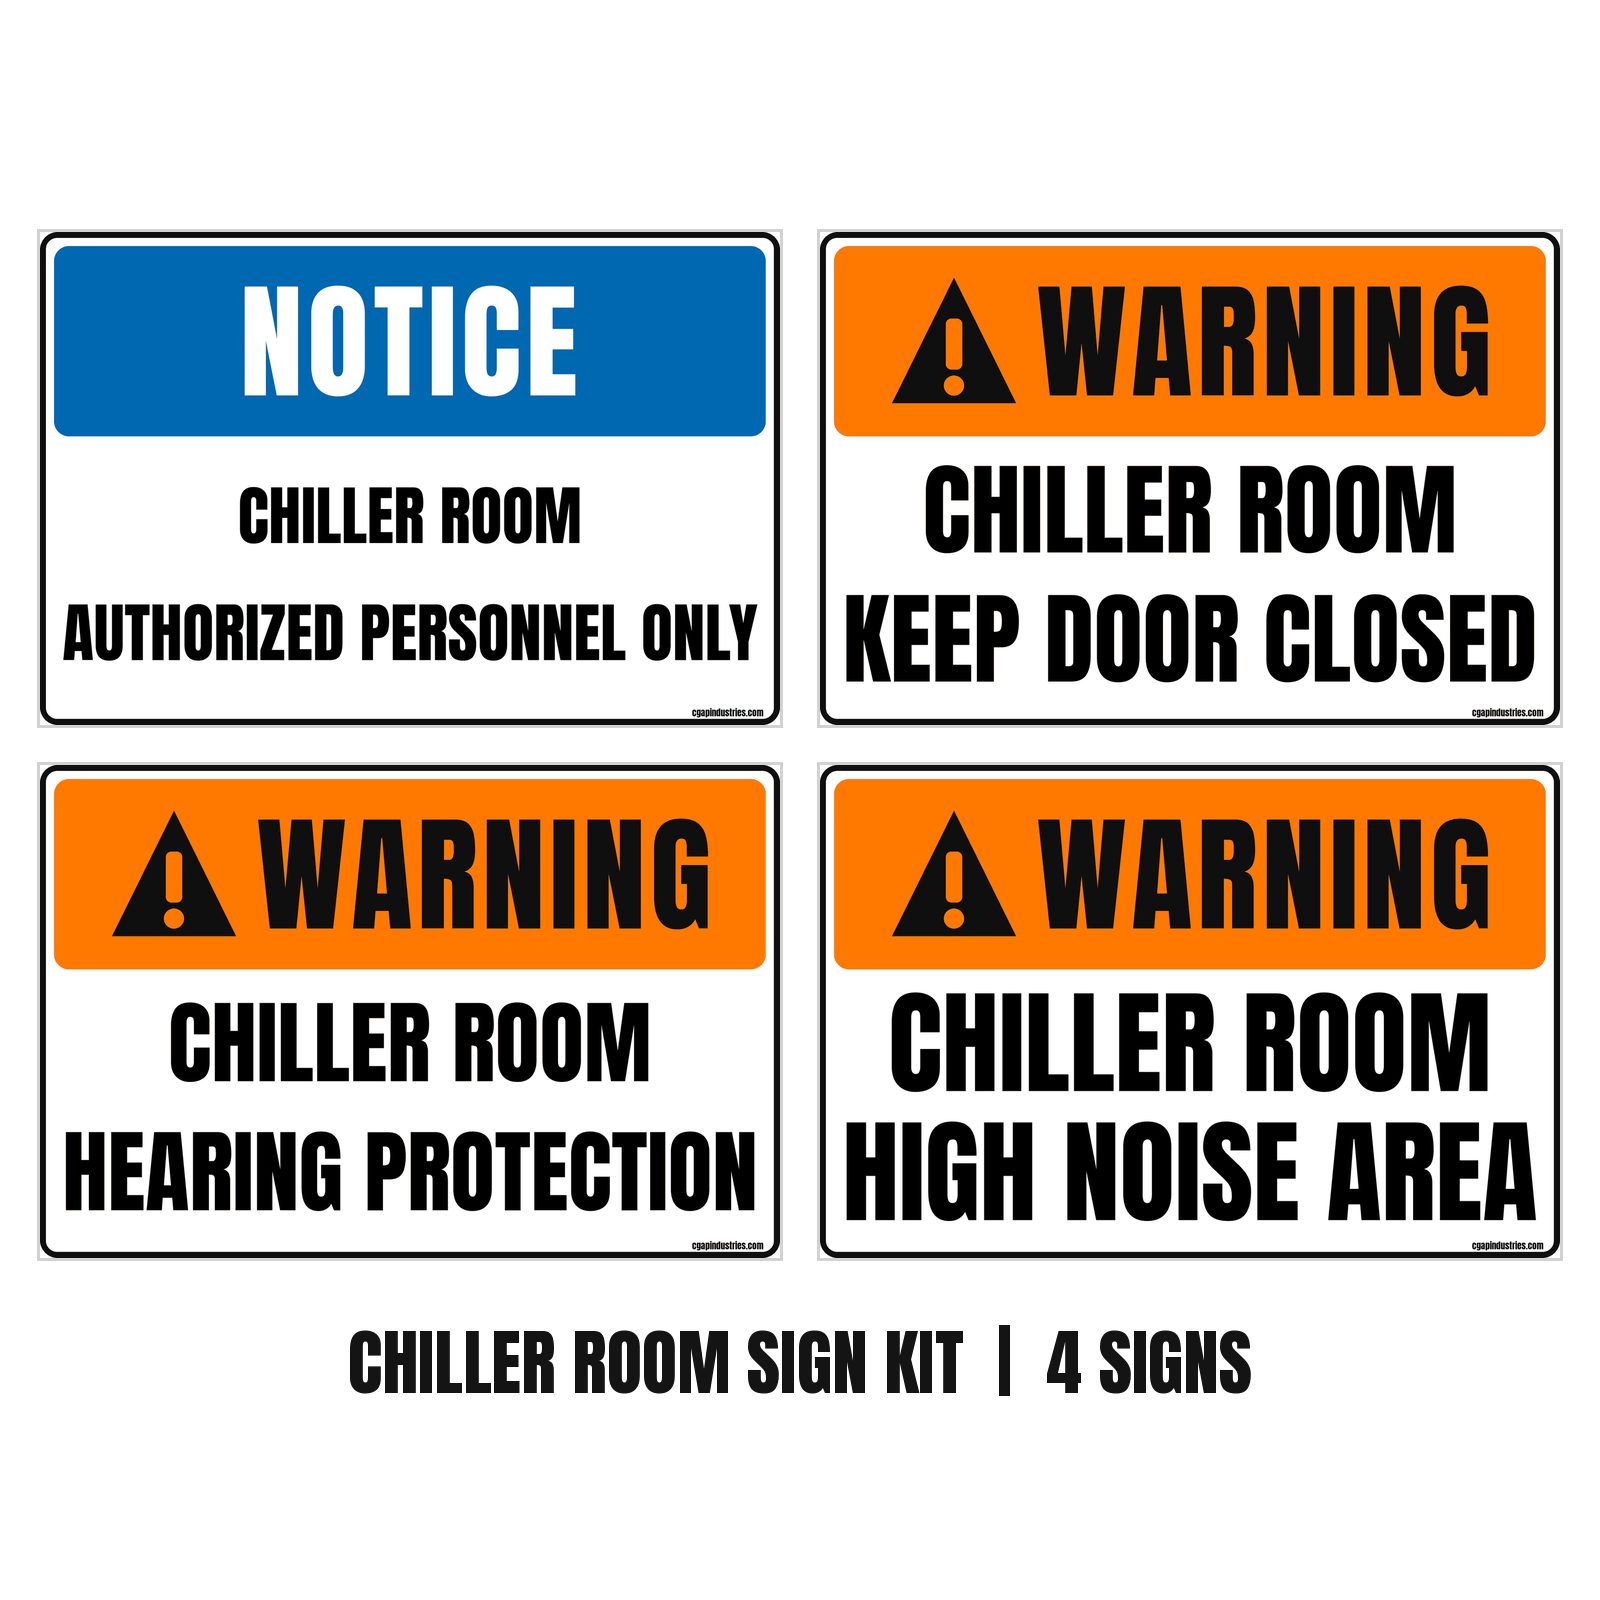 NOTICE
CHILLER ROOM
AUTHORIZED PERSONNEL ONLY
cgapindustries.com
WARNING
CHILLER ROOM
KEEP DOOR CLOSED
cgapindustries.com
WARNING
CHILLER ROOM
HEARING PROTECTION
cgapindustries.com
WARNING
CHILLER ROOM
HIGH NOISE AREA
cgapindustries.com
CHILLER ROOM SIGN KIT | 4 SIGNS